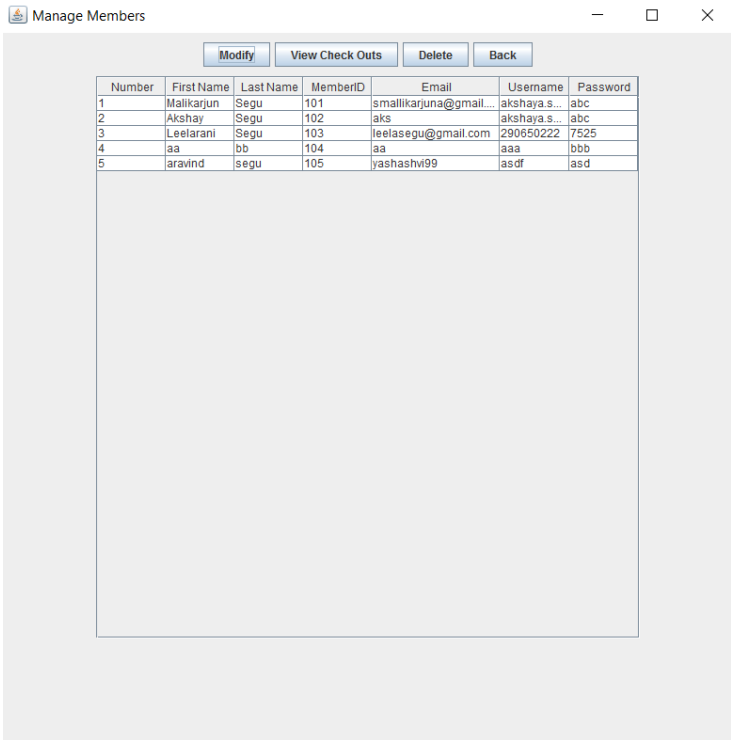 Manage Members
Modify View Check Outs Delete Back
Number First Name Last Name MemberID Email Username Password
1 Malikarjun Segu 101 smallikarjuna@gmail.... akshaya.s... abc
2 Akshay Segu 102 aks akshaya.s... abc
3 Leelarani Segu 103 leelasegu@gmail.com 290650222 7525
4 aa bb 104 aa aaa bbb
5 aravind segu 105 yashashvi99 asdf asd